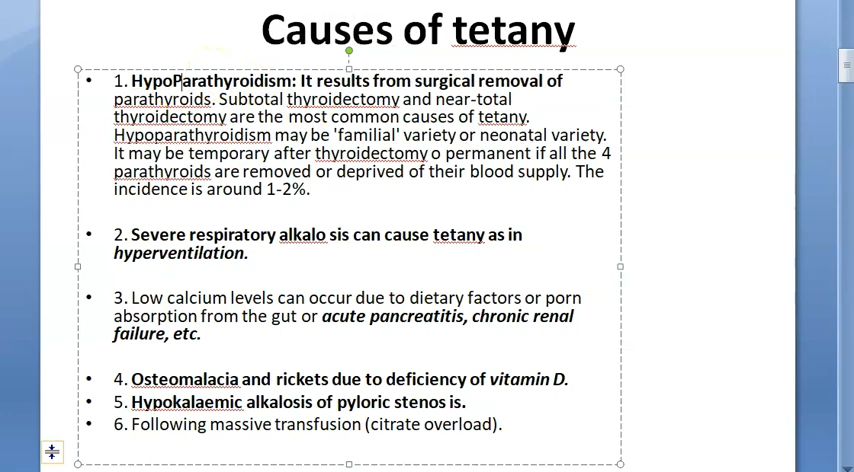 Causes of tetany
• 1. HypoParathyroidism: It results from surgical removal of
parathyroids. Subtotal thyroidectomy and near-total
thyroidectomy are the most common causes of tetany.
Hypoparathyroidism may be 'familial' variety or neonatal variety.
It may be temporary after thyroidectomy o permanent if all the 4
parathyroids are removed or deprived of their blood supply. The
incidence is around 1-2%.
• 2. Severe respiratory alkalo sis can cause tetany as in
hyperventilation.
• 3. Low calcium levels can occur due to dietary factors or porn
absorption from the gut or acute pancreatitis, chronic renal
failure, etc.
• 4. Osteomalacia and rickets due to deficiency of vitamin D.
• 5. Hypokalaemic alkalosis of pyloric stenos is.
• 6. Following massive transfusion (citrate overload).